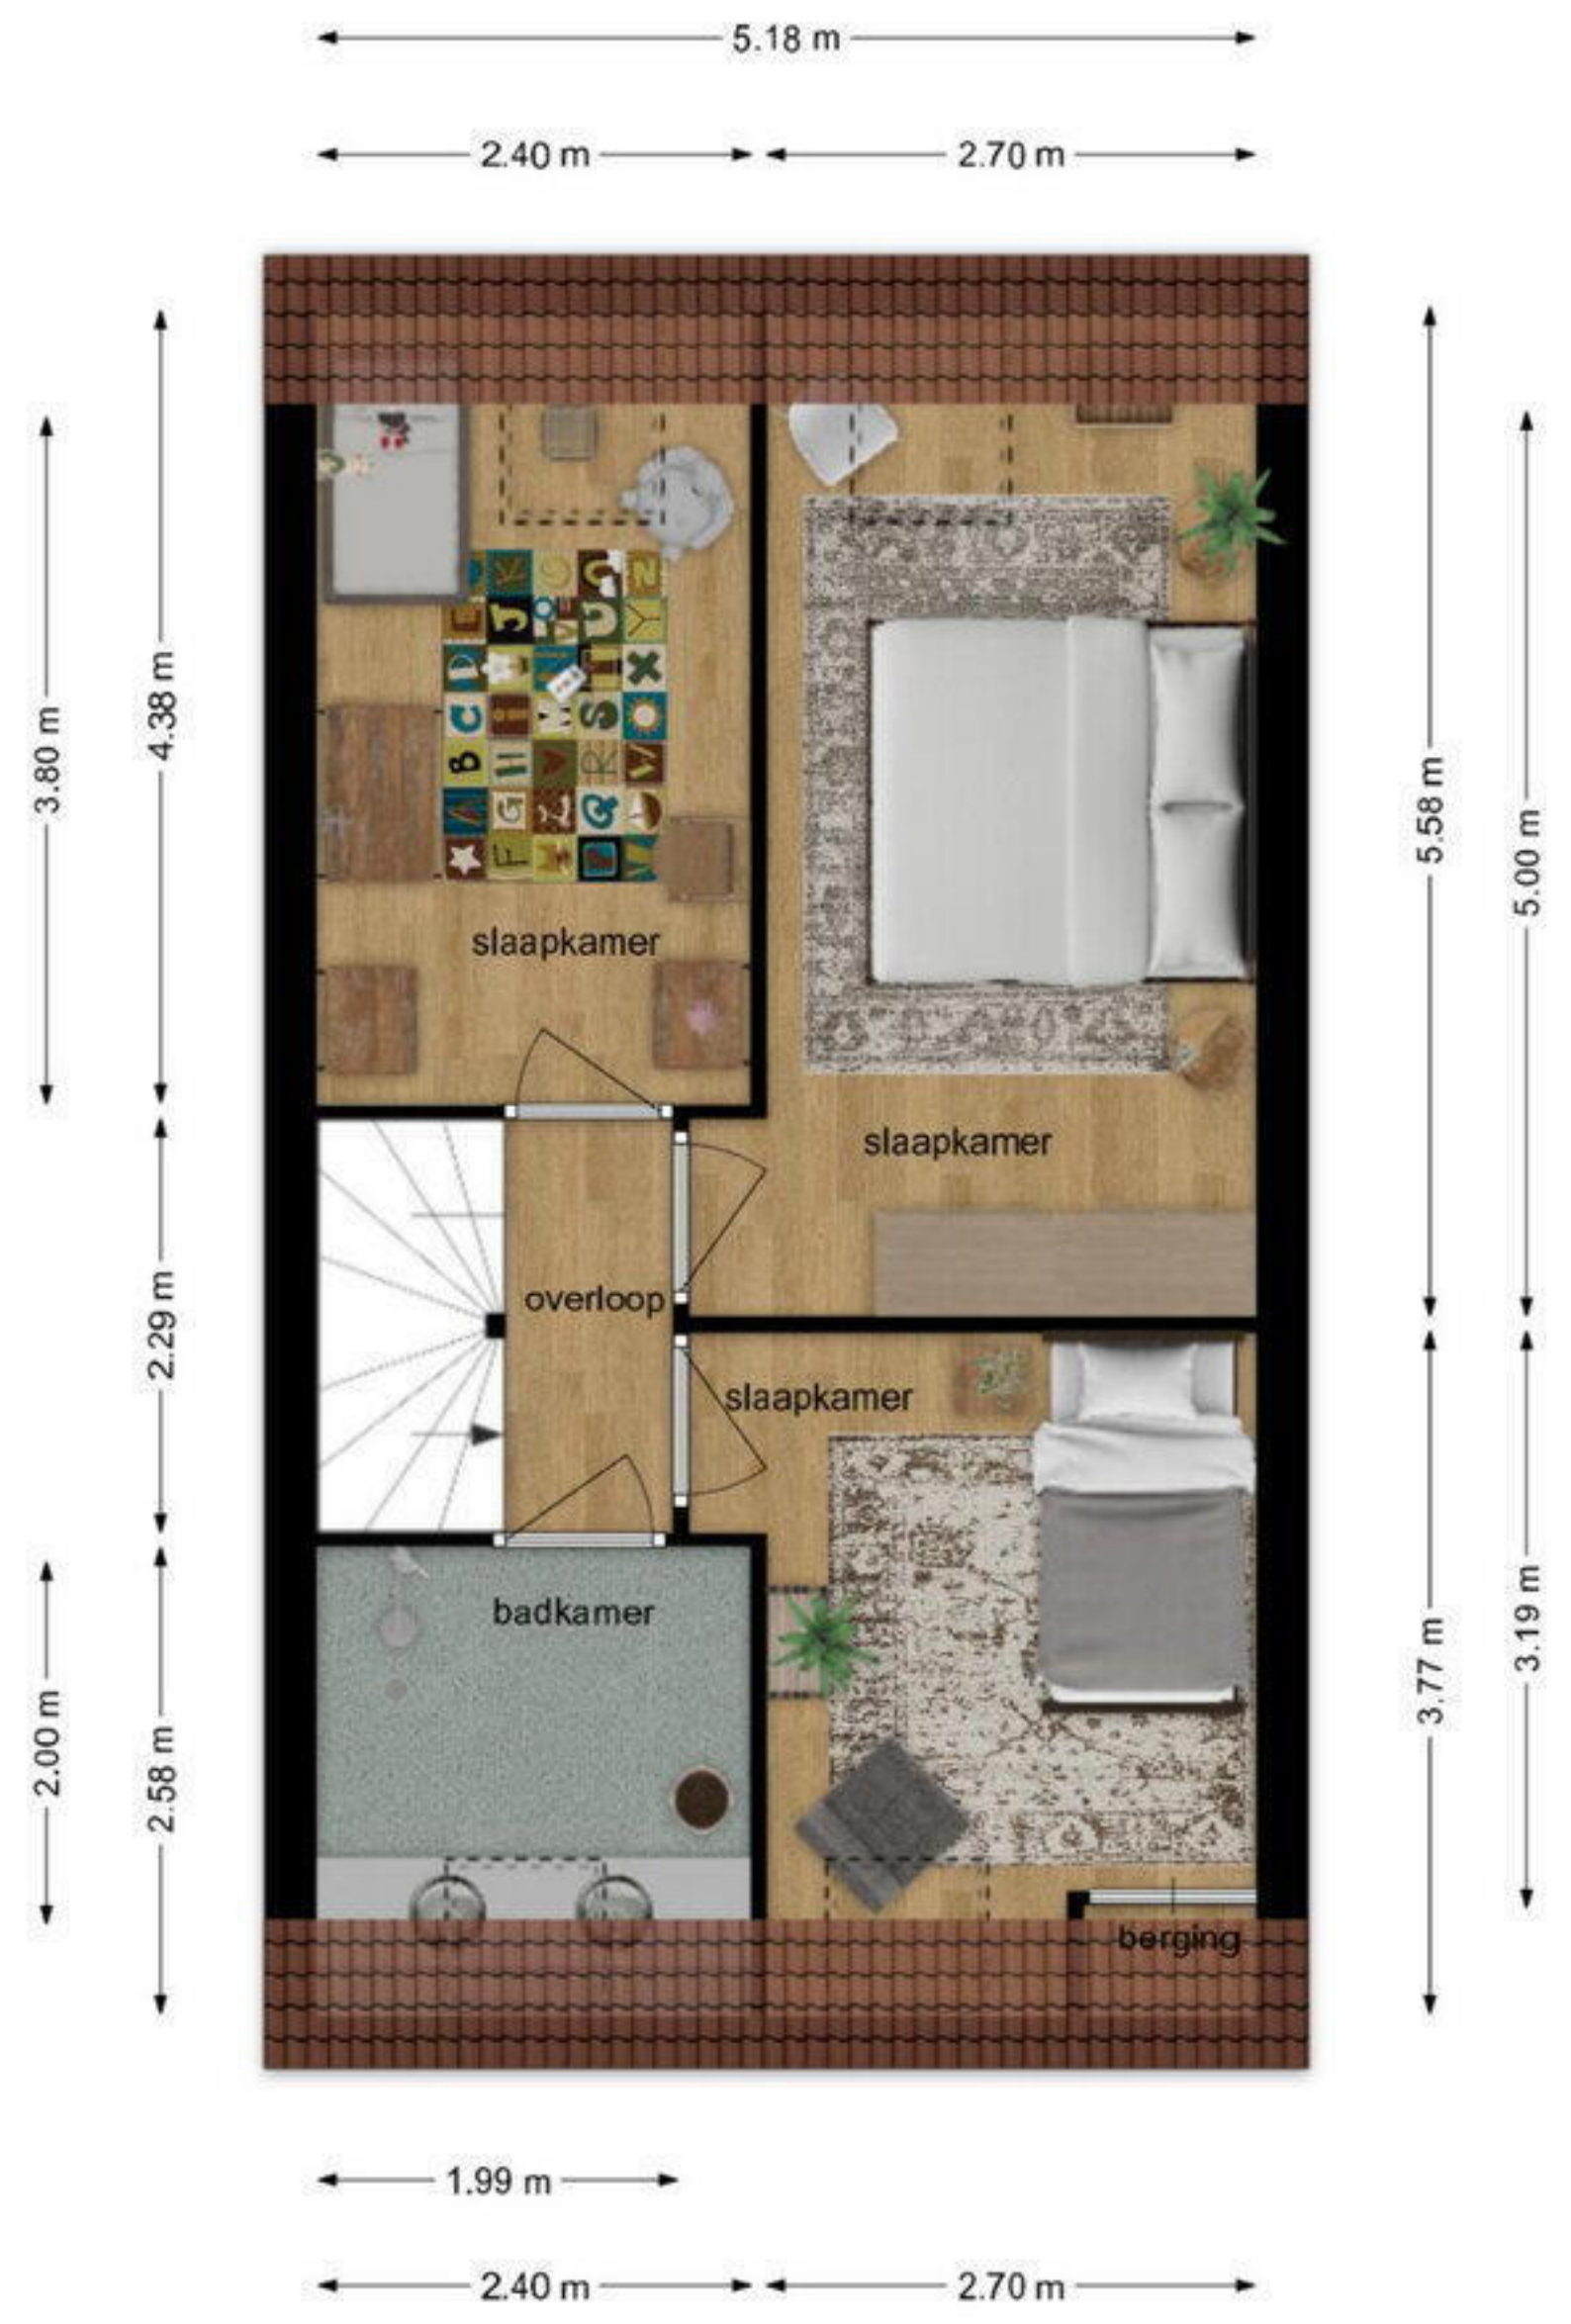 5.18 m
2.40 m
2.70 m
3.80 m
4.38 m
5.58 m
5.00 m
slaapkamer
slaapkamer
overloop
2.29 m
slaapkamer
badkamer
2.00 m
2.58 m
3.77 m
3.19 m
berging
1.99 m
2.40 m
2.70 m